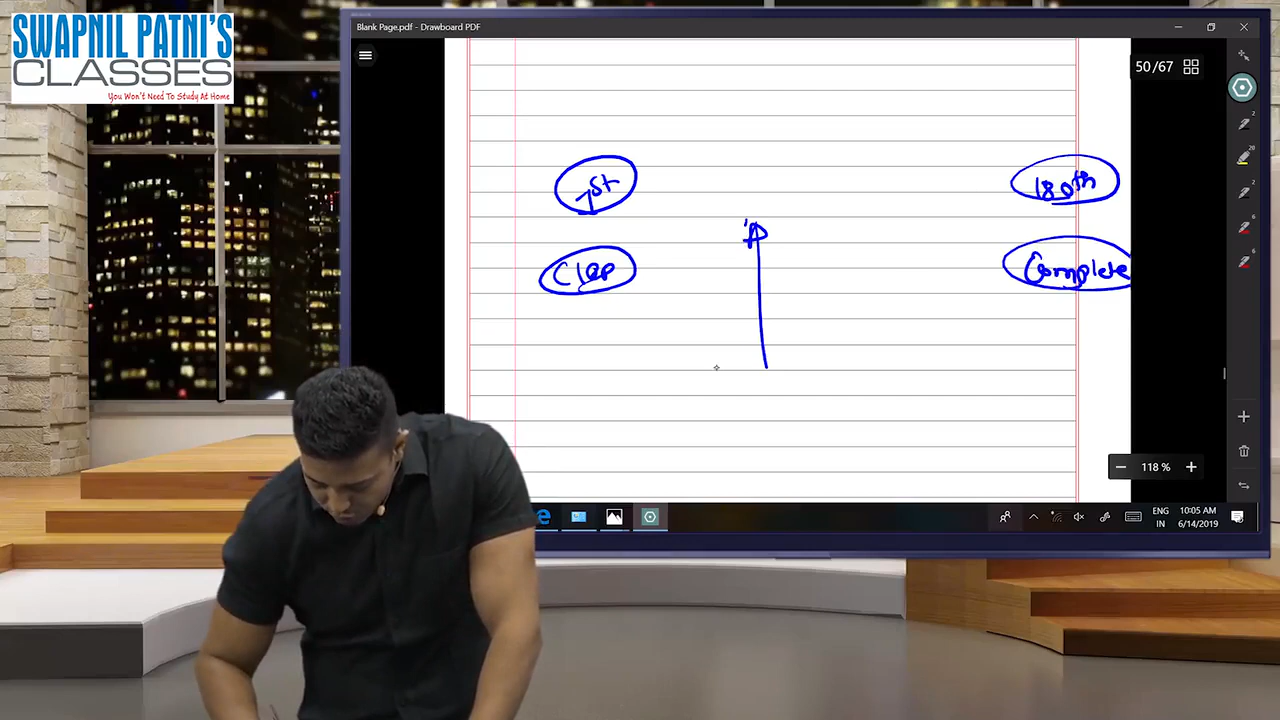 SWAPNIL PATNI'S
CLASSES
You Won't Need To Study At Home
Blank Page.pdf - Drawboard PDF
50/67
1st
180th
Clap
Complete
118 %
ENG
IN
10:05 AM
6/14/2019